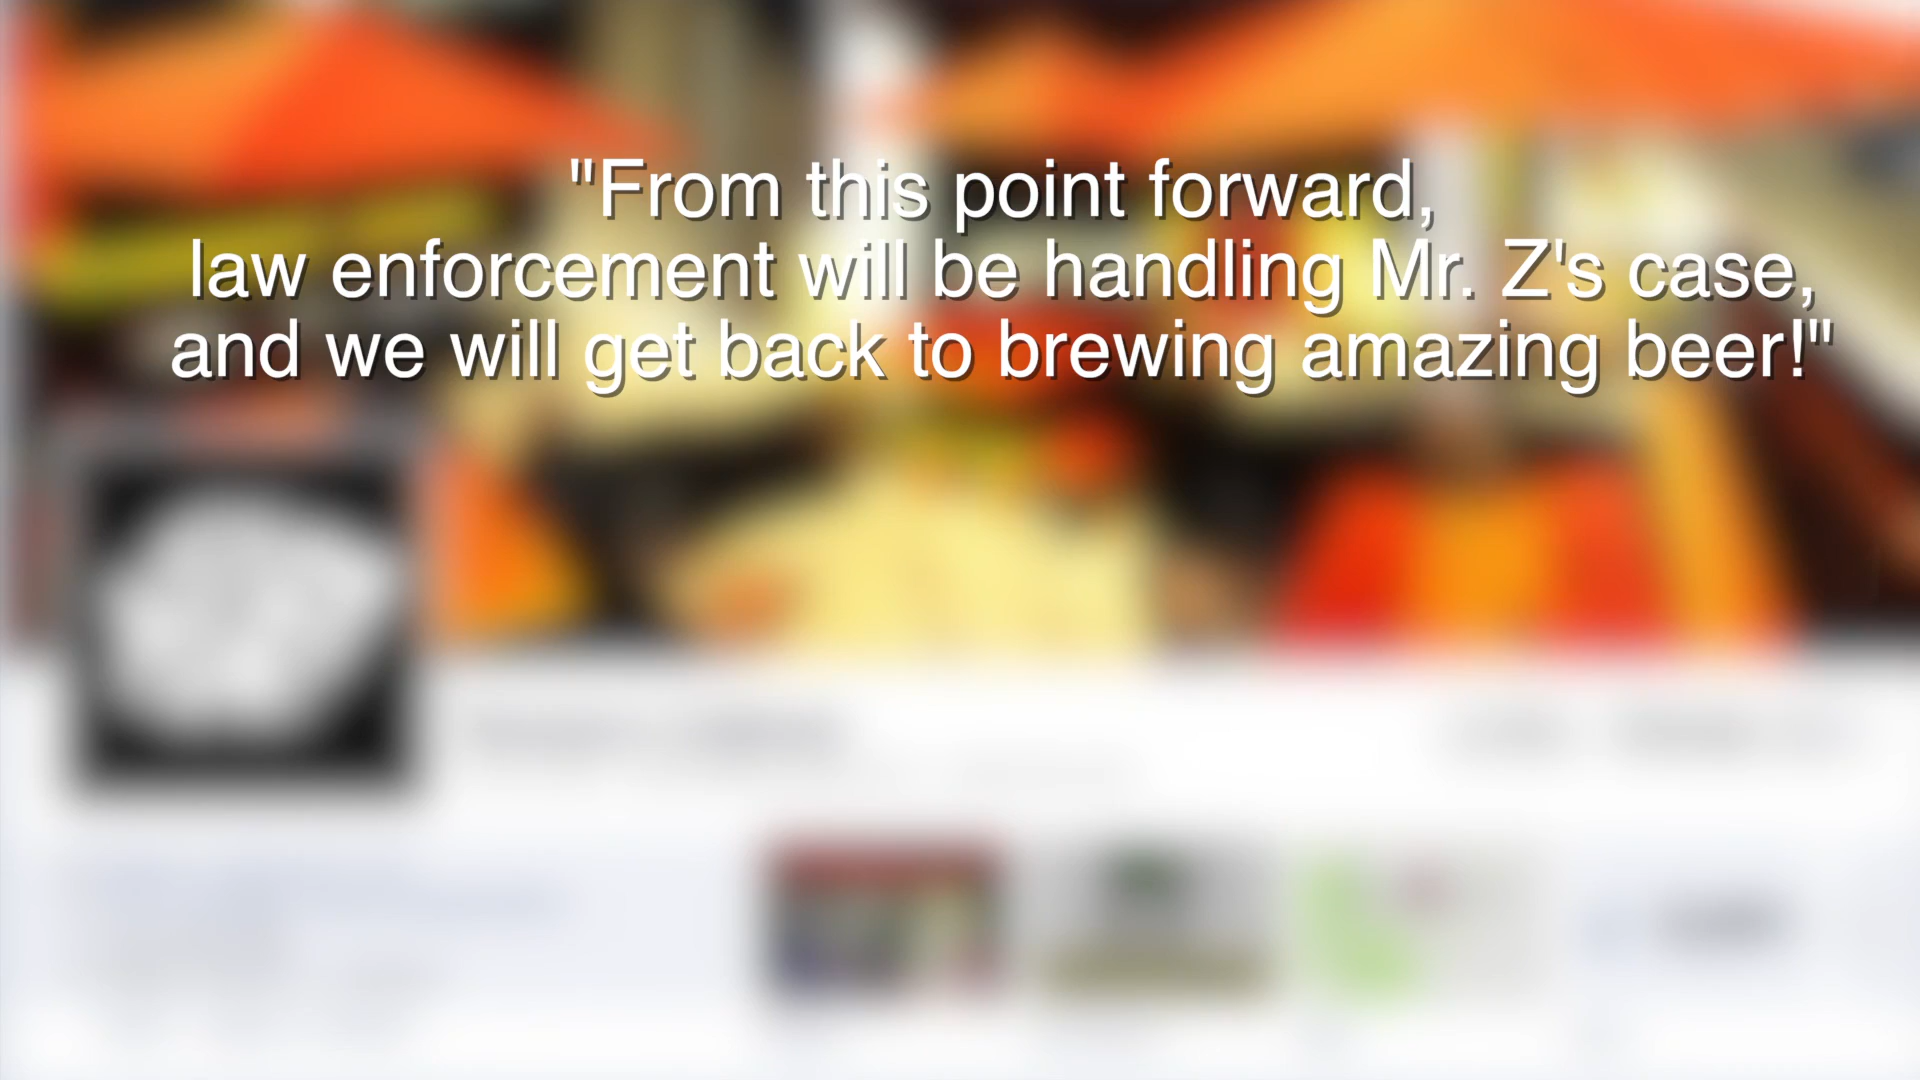 "From this point forward,
law enforcement will be handling Mr. Z's case,
and we will get back to brewing amazing beer!"